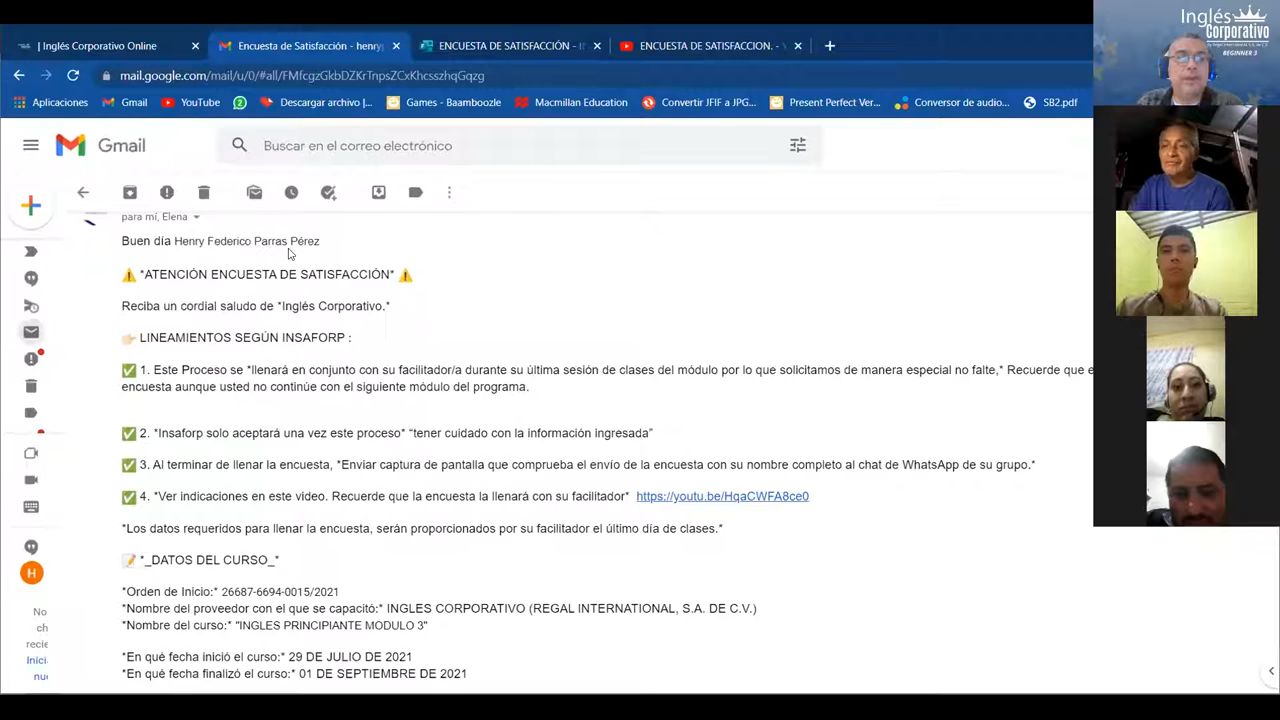 | Inglés Corporativo Online
Encuesta de Satisfacción - henry
ENCUESTA DE SATISFACCIÓN - I
ENCUESTA DE SATISFACCION. -
mail.google.com/mail/u/0/#all/FMfcgzGkbDZKrTnpsZCxKhcsszhqGqzg
Aplicaciones
Gmail
YouTube
Descargar archivo |...
Games - Baamboozle
Macmillan Education
Convertir JFIF a JPG...
Present Perfect Ver...
Conversor de audio...
SB2.pdf
Inglés
Corporativo
BEGINNER 3
Gmail
Buscar en el correo electrónico
para mí, Elena
Buen día Henry Federico Parras Pérez
*ATENCIÓN ENCUESTA DE SATISFACCIÓN*
Reciba un cordial saludo de *Inglés Corporativo.*
LINEAMIENTOS SEGÚN INSAFORP :
1. Este Proceso se *llenará en conjunto con su facilitador/a durante su última sesión de clases del módulo por lo que solicitamos de manera especial no falte,* Recuerde que e
encuesta aunque usted no continúe con el siguiente módulo del programa.
2. *Insaforp solo aceptará una vez este proceso* “tener cuidado con la información ingresada”
3. Al terminar de llenar la encuesta, *Enviar captura de pantalla que comprueba el envío de la encuesta con su nombre completo al chat de WhatsApp de su grupo.*
4. *Ver indicaciones en este video. Recuerde que la encuesta la llenará con su facilitador* https://youtu.be/HqaCWFA8ce0
*Los datos requeridos para llenar la encuesta, serán proporcionados por su facilitador el último día de clases.*
*_DATOS DEL CURSO_*
*Orden de Inicio:* 26687-6694-0015/2021
*Nombre del proveedor con el que se capacitó:* INGLES CORPORATIVO (REGAL INTERNATIONAL, S.A. DE C.V.)
*Nombre del curso:* "INGLES PRINCIPIANTE MODULO 3"
*En qué fecha inició el curso:* 29 DE JULIO DE 2021
*En qué fecha finalizó el curso:* 01 DE SEPTIEMBRE DE 2021
H
No
ch
recie
Inicia
nue